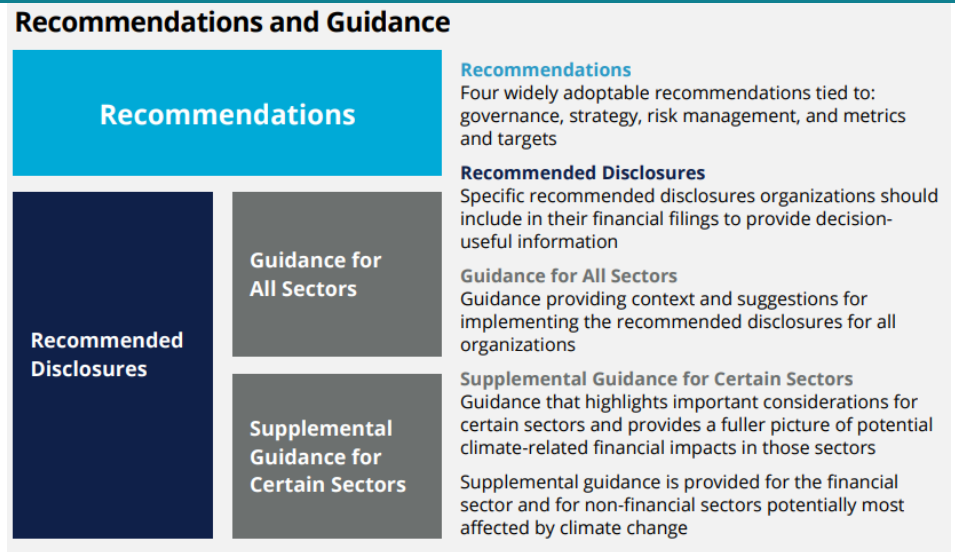 Recommendations and Guidance
Recommendations
Recommended
Disclosures
Guidance for
All Sectors
Supplemental
Guidance for
Certain Sectors
Recommendations
Four widely adoptable recommendations tied to:
governance, strategy, risk management, and metrics
and targets
Recommended Disclosures
Specific recommended disclosures organizations should
include in their financial filings to provide decision-
useful information
Guidance for All Sectors
Guidance providing context and suggestions for
implementing the recommended disclosures for all
organizations
Supplemental Guidance for Certain Sectors
Guidance that highlights important considerations for
certain sectors and provides a fuller picture of potential
climate-related financial impacts in those sectors
Supplemental guidance is provided for the financial
sector and for non-financial sectors potentially most
affected by climate change